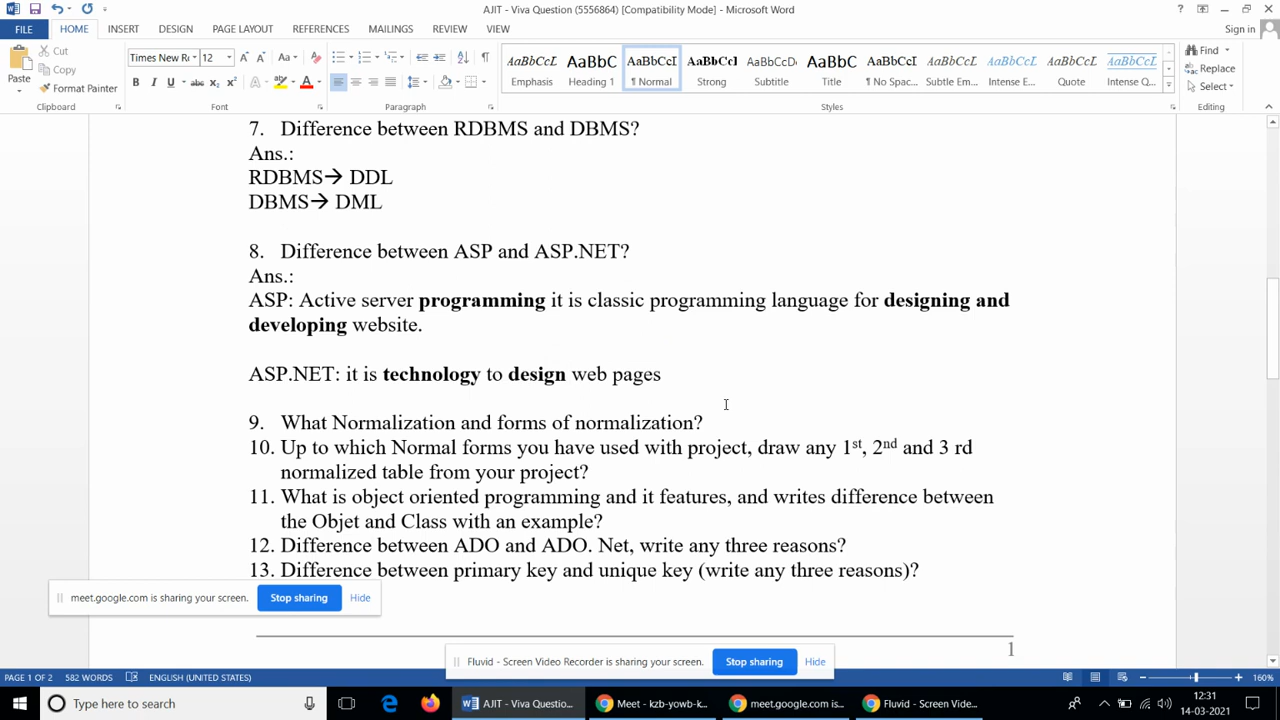 AJIT - Viva Question (5556864) [Compatibility Mode] - Microsoft Word
FILE HOME INSERT DESIGN PAGE LAYOUT REFERENCES MAILINGS REVIEW VIEW Sign in
Paste Cut Copy Format Painter
Times New Ro 12
AaBbCcL AaBbC AaBbCcI AaBbCcL AaBbCcD AaBbC AaBbCcI AaBbCcL AaBbCcL AaBbCcL AaBbCcL
Emphasis Heading 1 ¶ Normal Strong Subtitle Title ¶ No Spac... Subtle Em... Intense E... Quote Intense Q...
Find Replace Select
Clipboard Font Paragraph Styles Editing
7. Difference between RDBMS and DBMS?
Ans.:
RDBMS→ DDL
DBMS→ DML
8. Difference between ASP and ASP.NET?
Ans.:
ASP: Active server programming it is classic programming language for designing and
developing website.
ASP.NET: it is technology to design web pages
9. What Normalization and forms of normalization?
10. Up to which Normal forms you have used with project, draw any 1st, 2nd and 3 rd
normalized table from your project?
11. What is object oriented programming and it features, and writes difference between
the Objet and Class with an example?
12. Difference between ADO and ADO. Net, write any three reasons?
13. Difference between primary key and unique key (write any three reasons)?
meet.google.com is sharing your screen. Stop sharing Hide
1
Fluvid - Screen Video Recorder is sharing your screen. Stop sharing Hide
PAGE 1 OF 2 582 WORDS ENGLISH (UNITED STATES) 160%
Type here to search AJIT - Viva Questio... Meet - kzb-yowb-k... meet.google.com is... Fluvid - Screen Vide... 12:31
14-03-2021